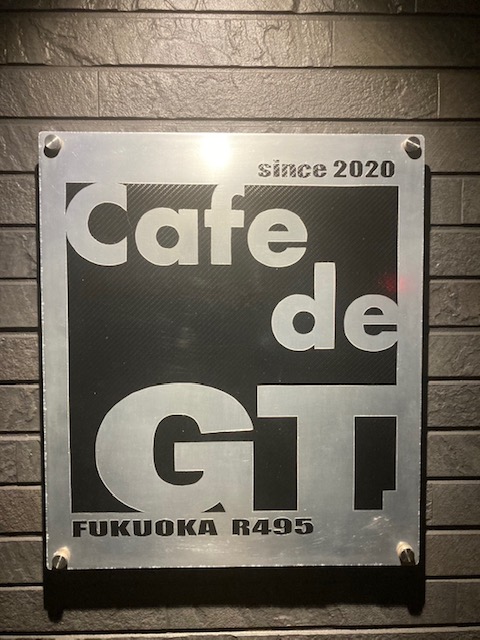 since 2020
Cafe
de
GT
FUKUOKA R495